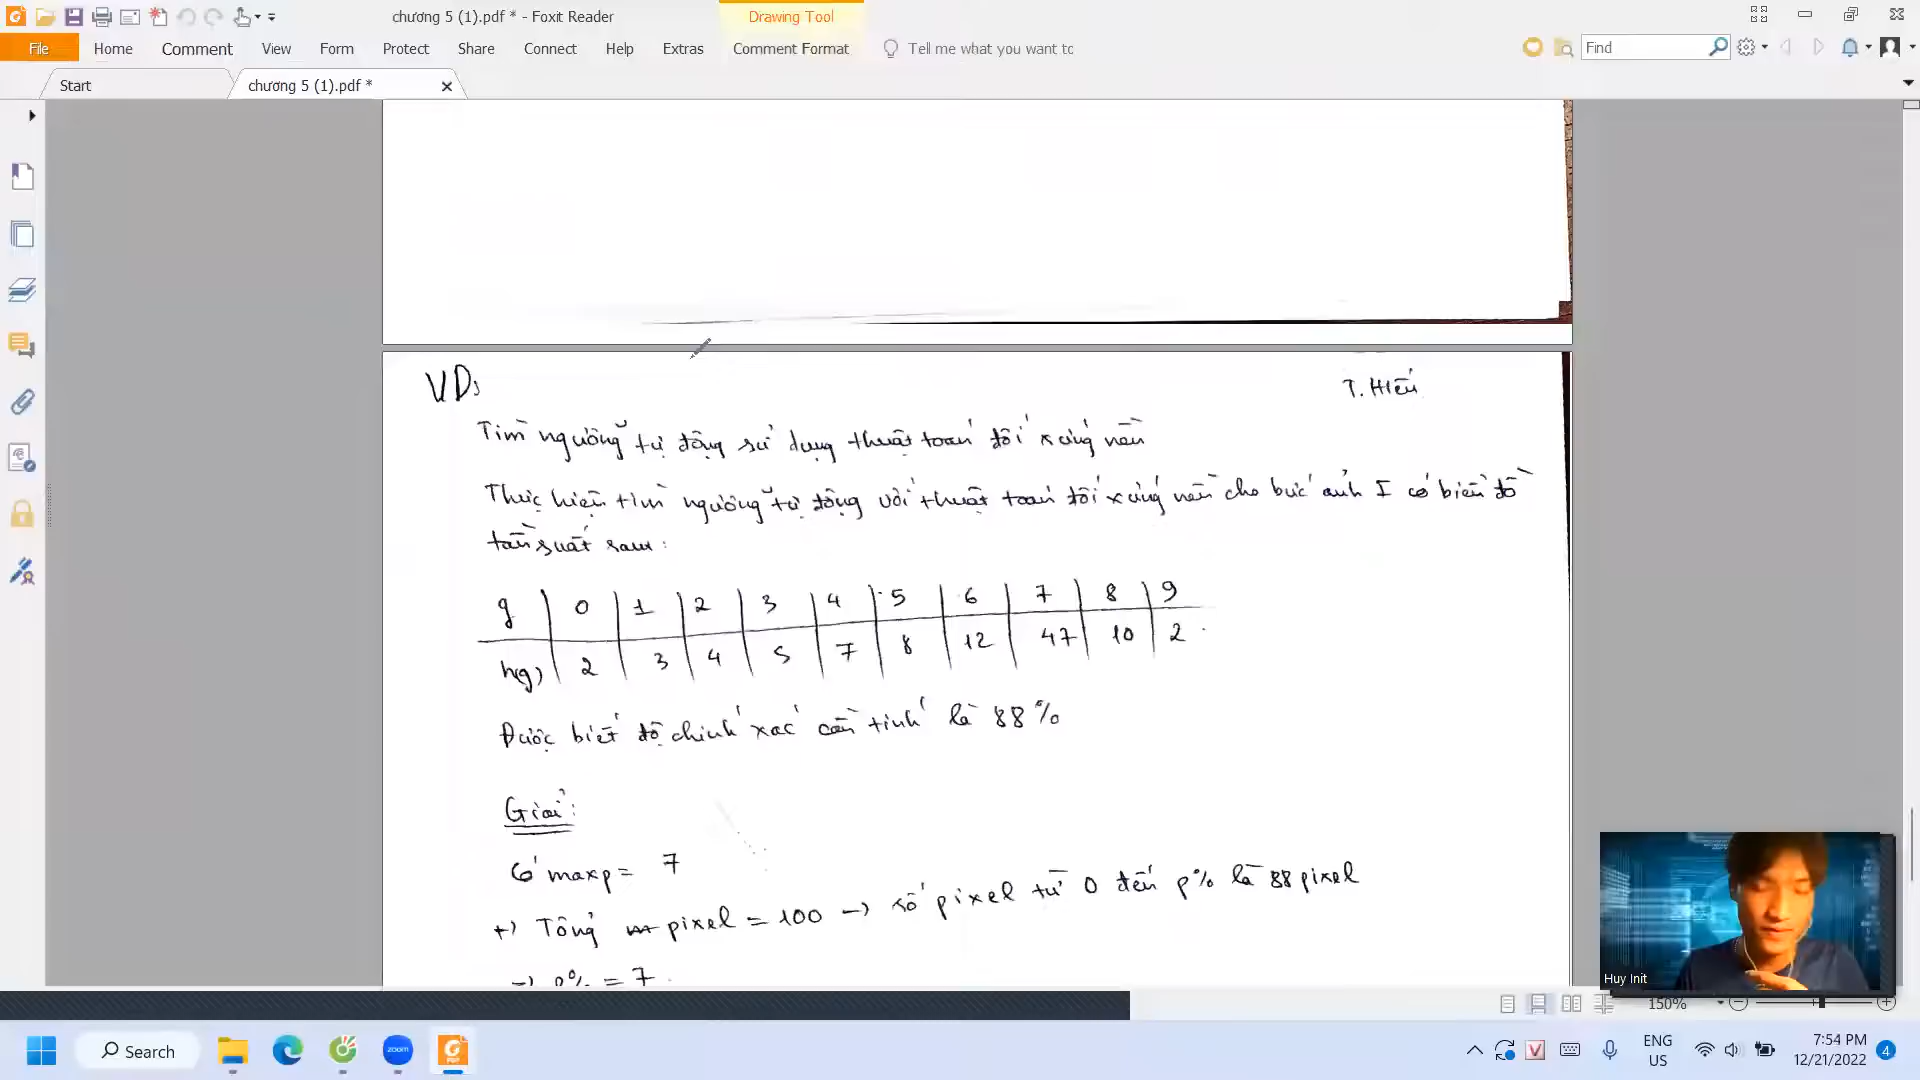 chương 5 (1).pdf * - Foxit Reader
Drawing Tool
File Home Comment View Form Protect Share Connect Help Extras Comment Format Tell me what you want to Find
Start chương 5 (1).pdf *
VD:
T. Hiếu
Tìm ngưỡng tự động sử dụng thuật toán đối xứng nền
Thực hiện tìm ngưỡng tự động với thuật toán đối xứng nền cho bức ảnh I có biểu đồ
tần suất sau:
g 0 1 2 3 4 5 6 7 8 9
h(g) 2 3 4 5 7 8 12 47 10 2
Được biết độ chính xác cần tính là 88%
Giải:
Có maxp = 7
+) Tổng pixel = 100 -> số pixel từ 0 đến p% là 88 pixel
-> p% = 7
Huy Init
150%
Search
zoom
ENG
US
7:54 PM
12/21/2022
4